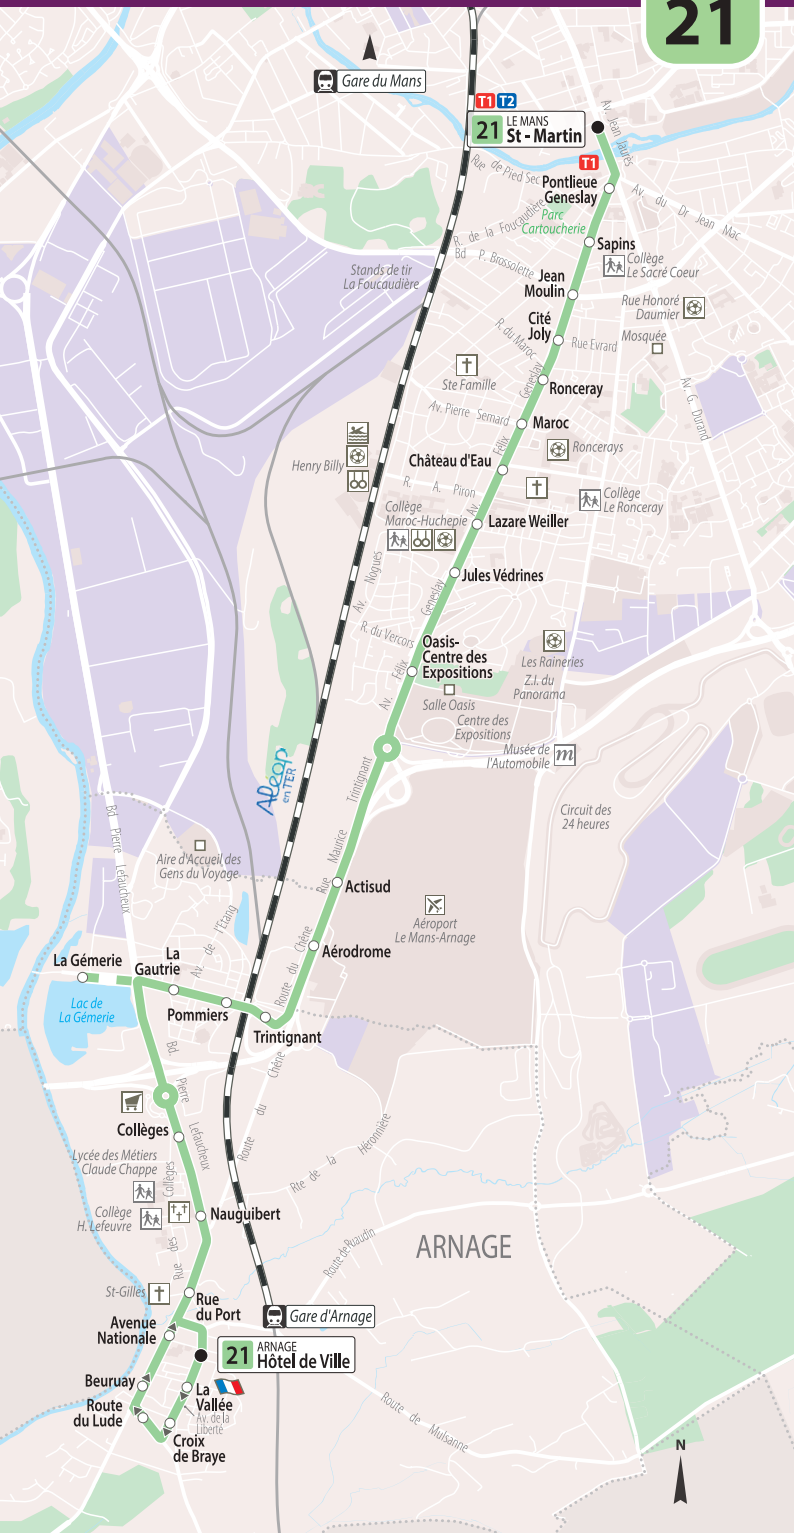 21
Gare du Mans
T1 T2
21 LE MANS
St - Martin
Av. Jean Jaurès
T1
Rue de Pied Sec
Pontlieue
Geneslay
Av. du Dr Jean Mac
R. de la Foucaudière
Parc
Cartoucherie
Sapins
Bd P. Brossolette
Collège
Le Sacré Coeur
Stands de tir
La Foucaudière
Jean
Moulin
Rue Honoré
Daumier
Cité
Joly
R. du Maroc
Rue Evrard
Mosquée
Ste Famille
Geneslay
Ronceray
Av. G. Durand
Av. Pierre Semard
Maroc
Félix
Roncerays
Henry Billy
Château d'Eau
R. A. Piron
Av.
Collège
Le Ronceray
Collège
Maroc-Huchepie
Lazare Weiller
Av. Nogues
Jules Védrines
Geneslay
R. du Vercors
Oasis-
Centre des
Expositions
Félix
Av.
Les Raineries
Z.I. du
Panorama
Salle Oasis
Centre des
Expositions
Musée de
l'Automobile
m
Aléop
en TER
Trintignant
Maurice
Rue
Circuit des
24 heures
Bd Pierre Lefaucheux
Aire d'Accueil des
Gens du Voyage
Actisud
Av. de l'Etang
Aéroport
Le Mans-Arnage
Aérodrome
Route du Chêne
La Gémerie
La
Gautrie
Lac de
La Gémerie
Pommiers
Trintignant
Bd. Pierre Lefaucheux
Route du Chêne
Collèges
Rte de la Héronnière
Lycée des Métiers
Claude Chappe
Collège
H. Lefeuvre
Rue des Collèges
Nauguibert
Route de Ruaudin
ARNAGE
St-Gilles
Rue
du Port
Gare d'Arnage
Avenue
Nationale
21 ARNAGE
Hôtel de Ville
Beuruay
La
Vallée
Route
du Lude
Av. de la
Liberté
Route de Mulsanne
Croix
de Braye
N